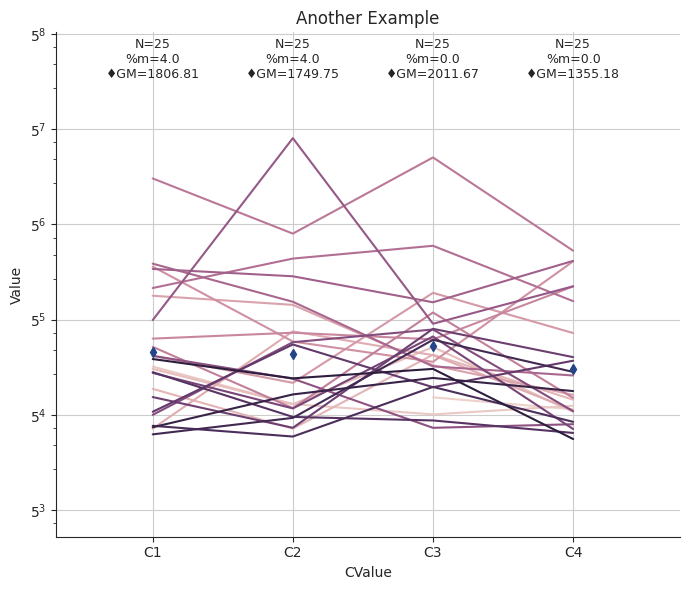 Another Example
N=25 N=25 N=25 N=25
%m=4.0 %m=4.0 %m=0.0 %m=0.0
♦GM=1806.81 ♦GM=1749.75 ♦GM=2011.67 ♦GM=1355.18
5⁸
5⁷
5⁶
5⁵
5⁴
5³
Value
C1 C2 C3 C4
CValue